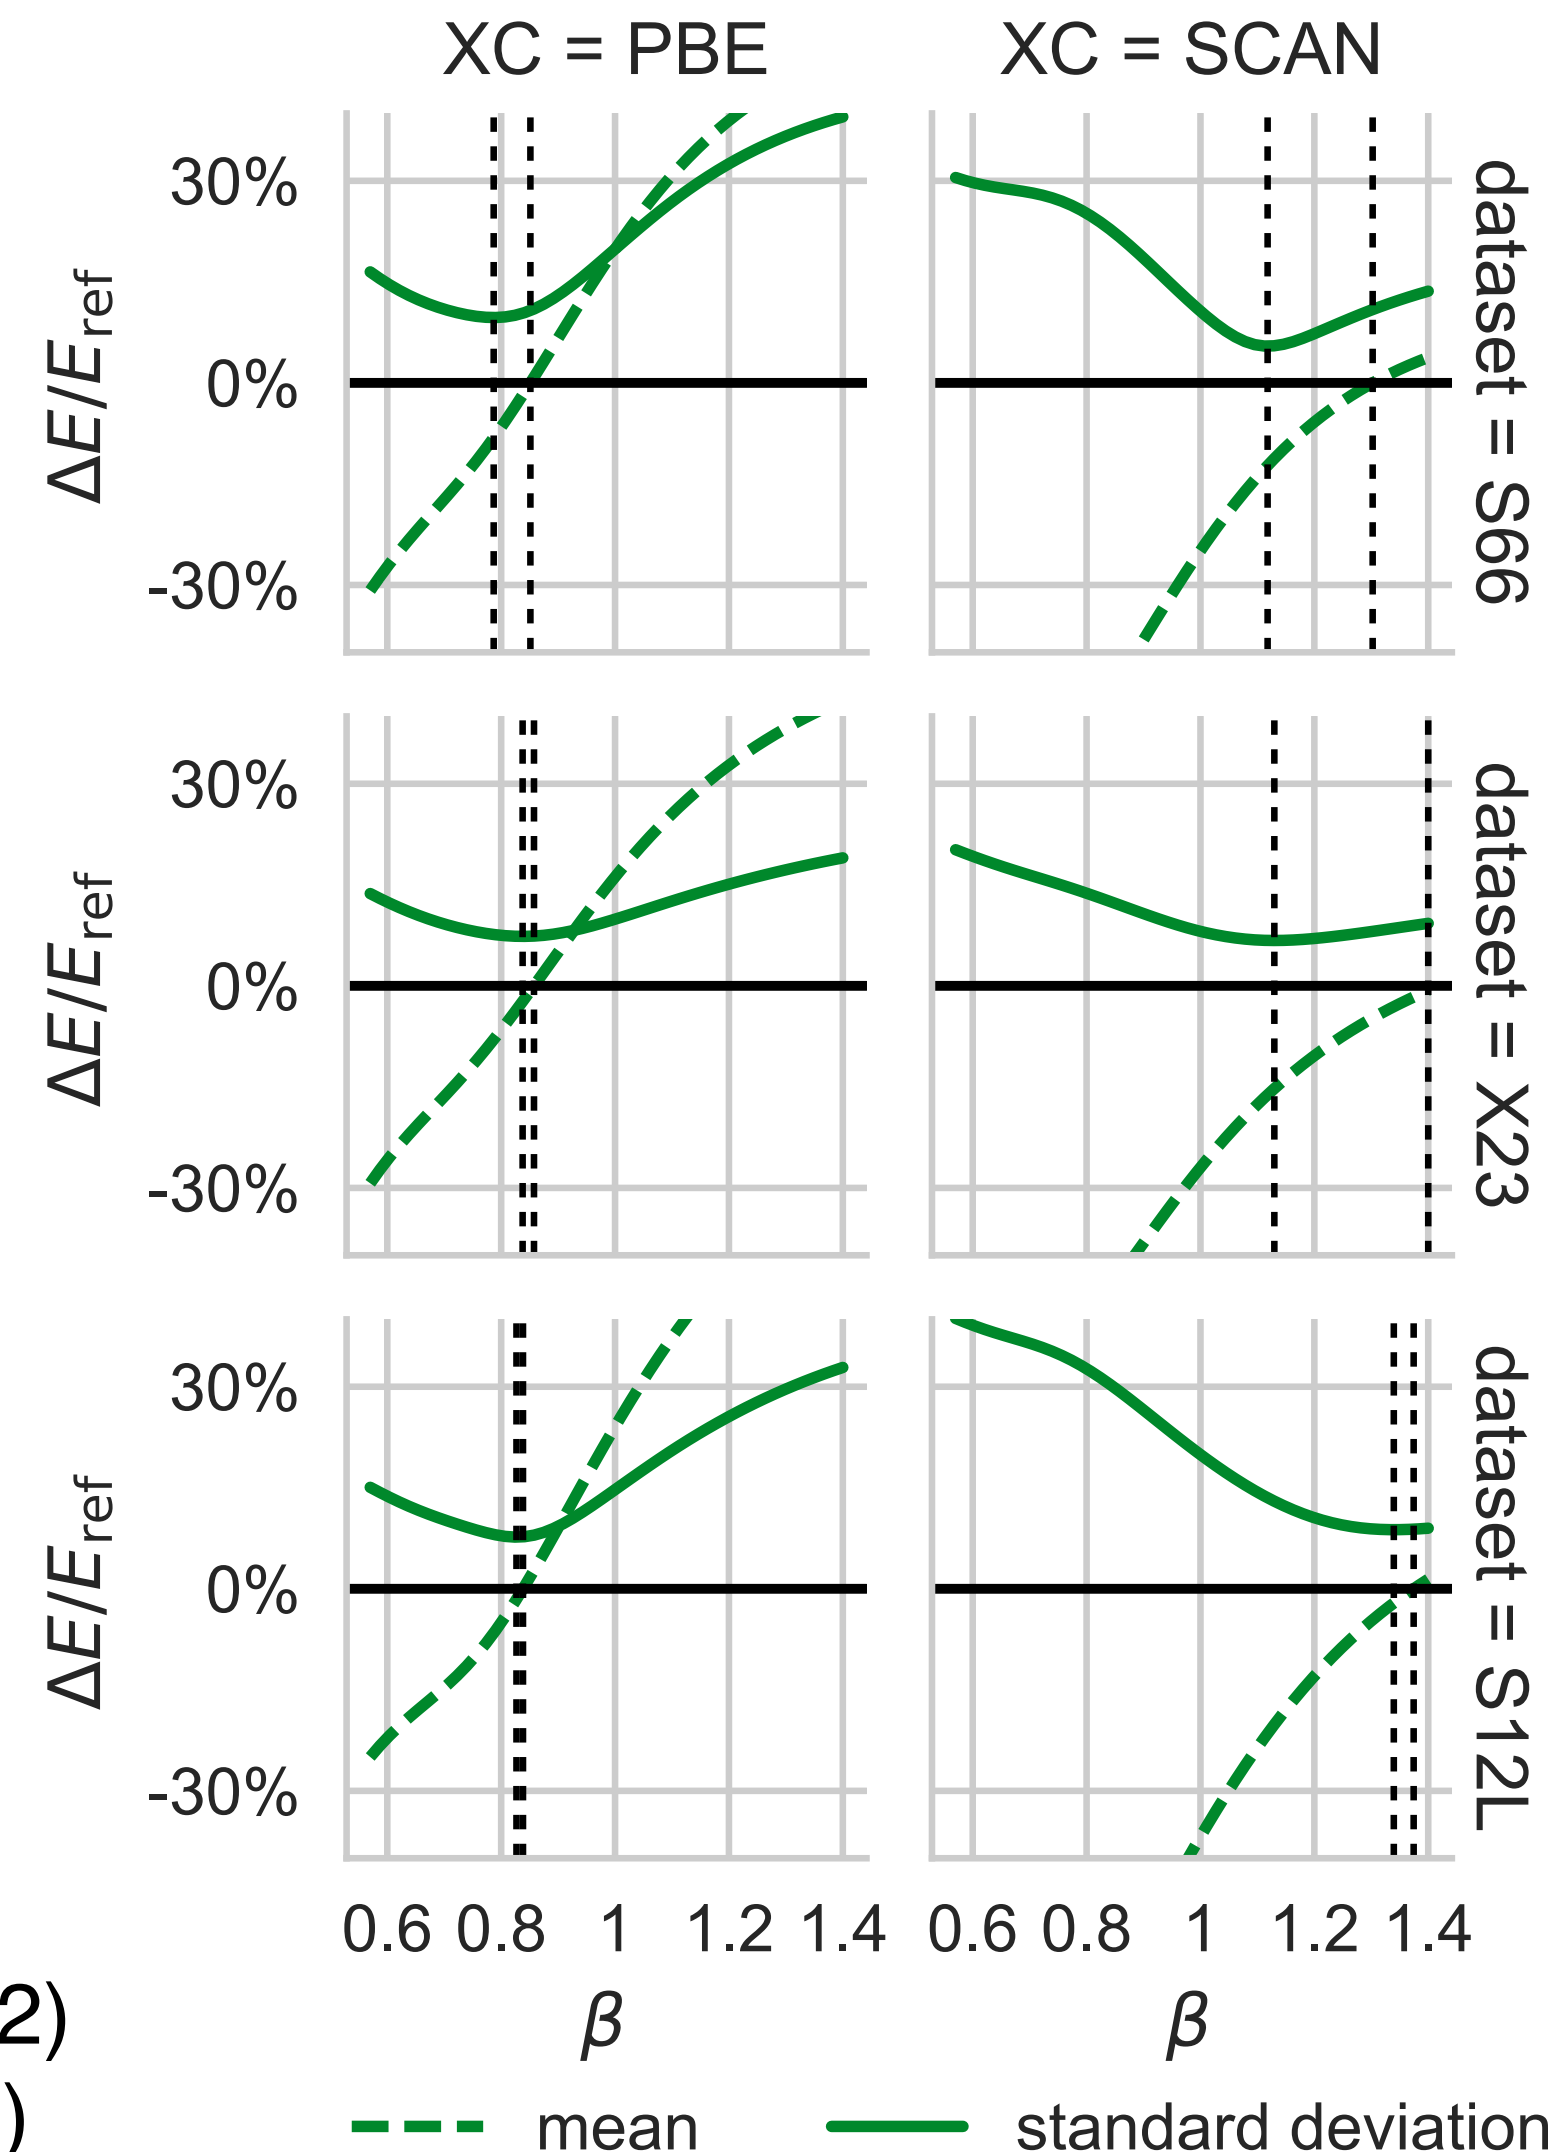 XC = PBE XC = SCAN
30%
0%
-30%
ΔE/Eref
dataset = S66
30%
0%
-30%
ΔE/Eref
dataset = X23
30%
0%
-30%
ΔE/Eref
dataset = S12L
0.6 0.8 1 1.2 1.4 0.6 0.8 1 1.2 1.4
β β
2)
)
mean standard deviation